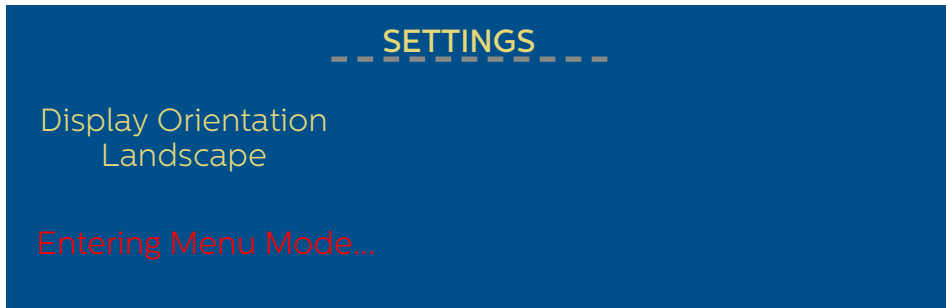 SETTINGS
Display Orientation
Landscape
Entering Menu Mode...